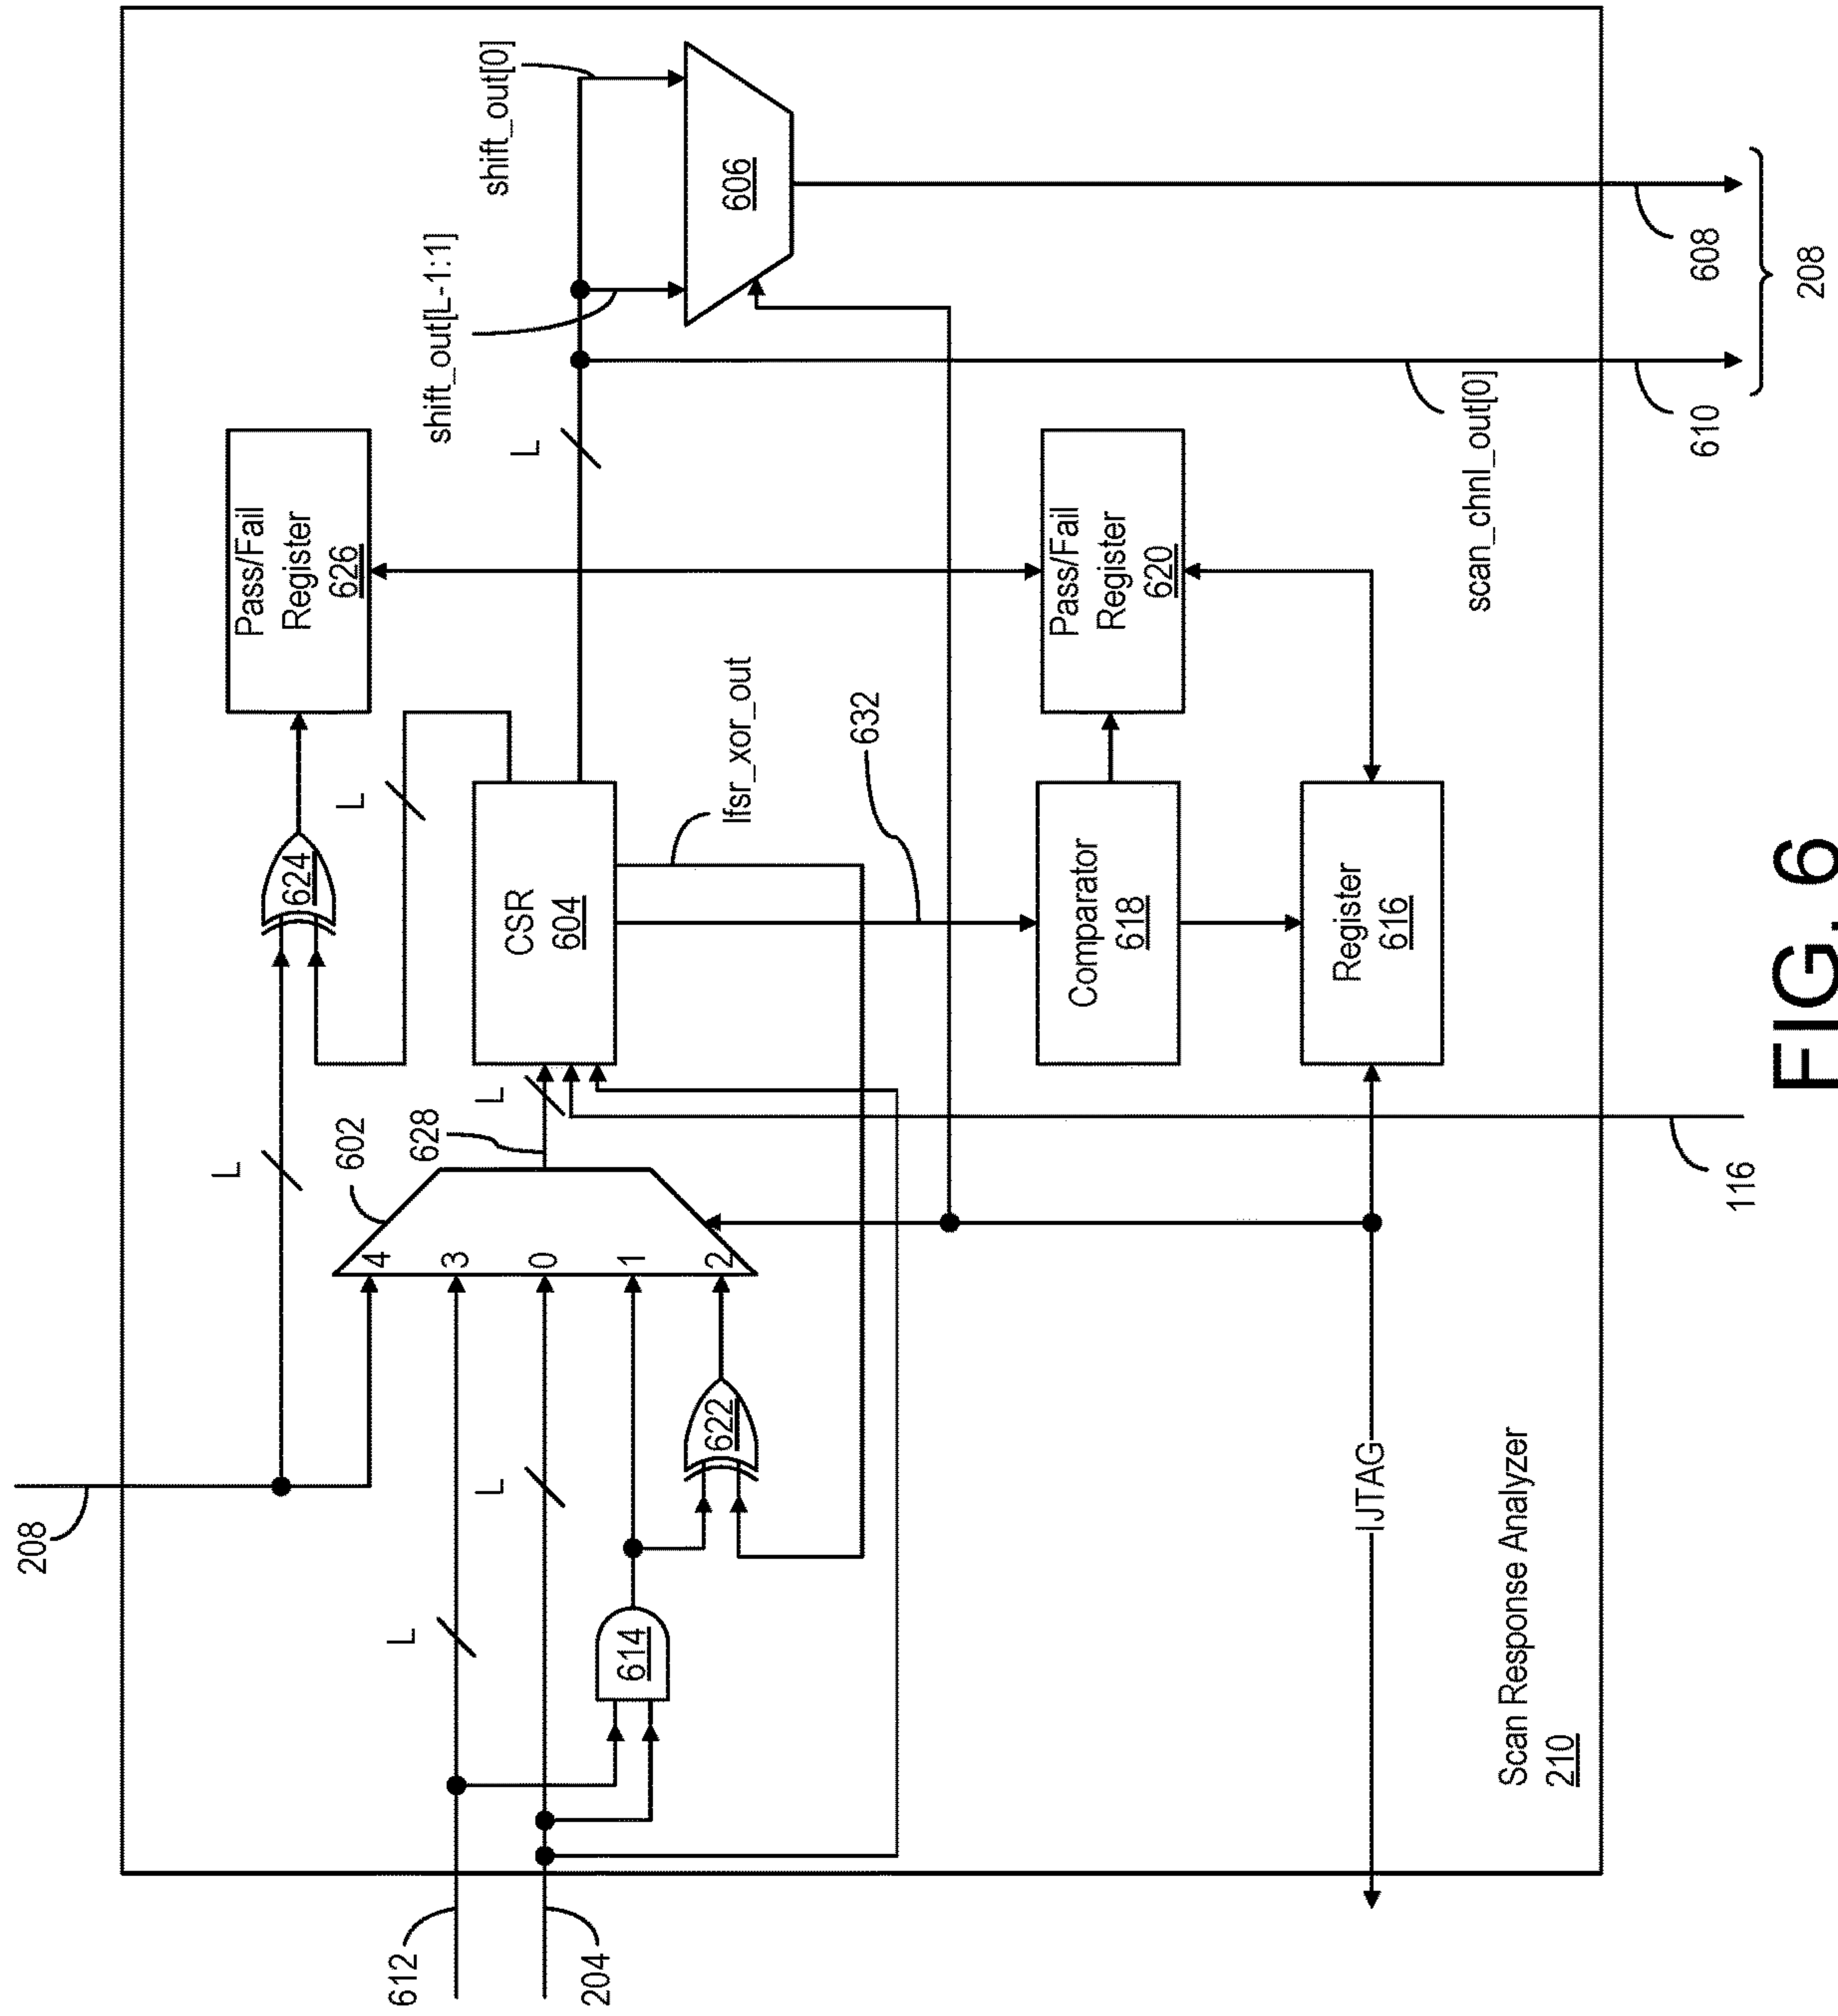 208
612
204
L
L
L
614
622
4
3
0
1
2
602
628
L
L
624
Pass/Fail
Register
626
CSR
604
lfsr_xor_out
632
L
shift_out[L-1:1]
shift_out[0]
606
Comparator
618
Pass/Fail
Register
620
Register
616
IJTAG
116
scan_chnl_out[0]
610
608
208
Scan Response Analyzer
210
L
FIG. 6